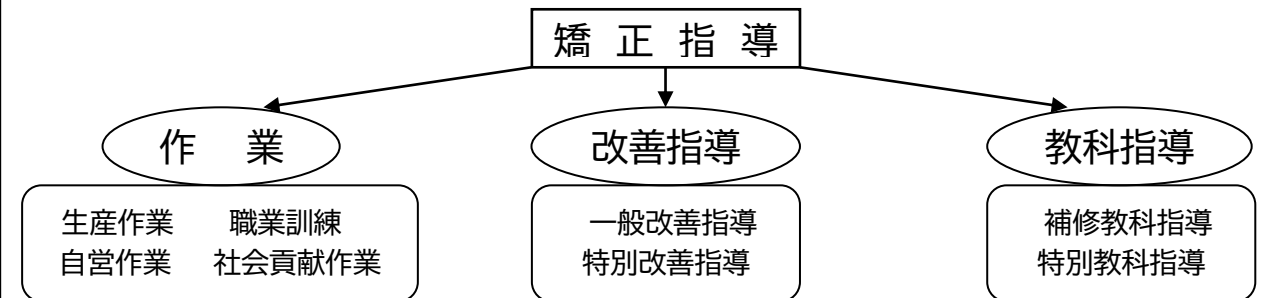 矯正指導
作業
改善指導
教科指導
生産作業 職業訓練
自営作業 社会貢献作業
一般改善指導
特別改善指導
補修教科指導
特別教科指導